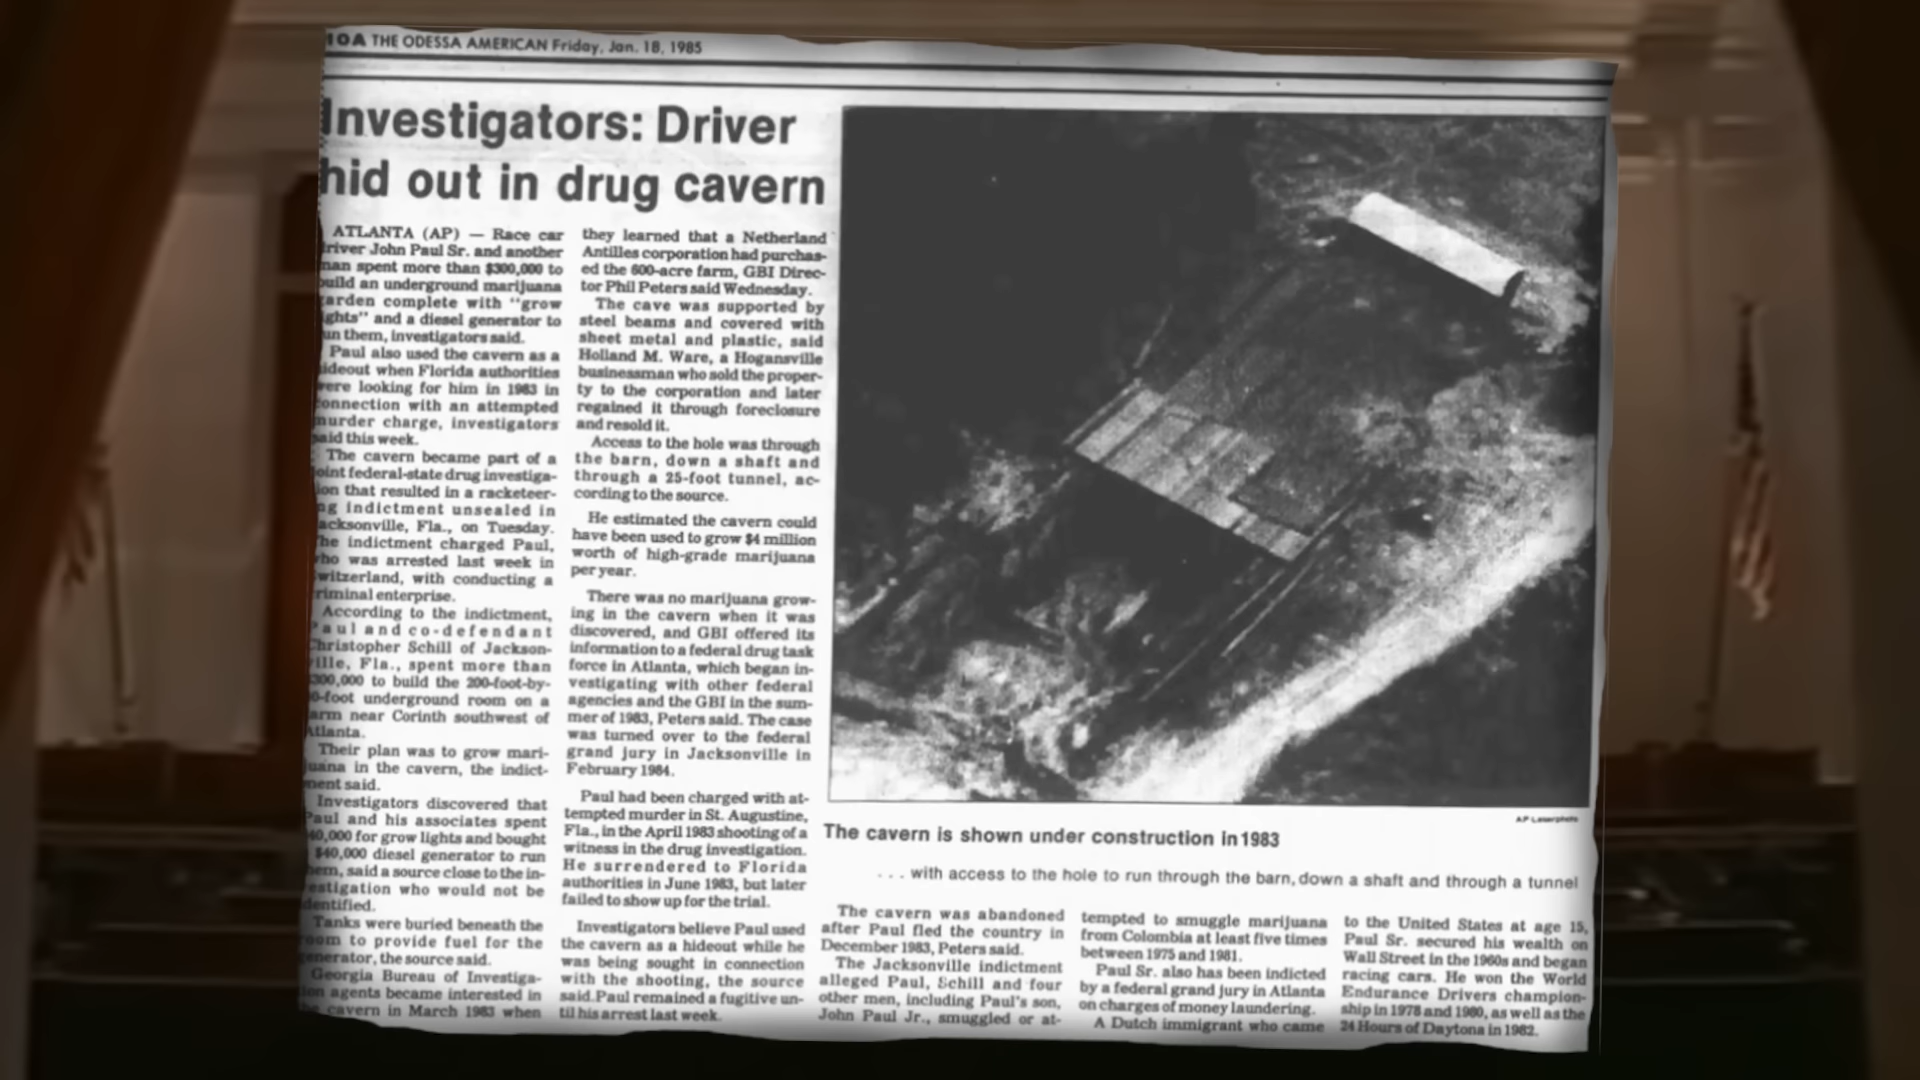 10A THE ODESSA AMERICAN Friday, Jan. 18, 1985
Investigators: Driver
hid out in drug cavern
ATLANTA (AP) — Race car
driver John Paul Sr. and another
man spent more than $300,000 to
build an underground marijuana
garden complete with "grow
ights" and a diesel generator to
un them, investigators said.
Paul also used the cavern as a
ideout when Florida authorities
were looking for him in 1983 in
connection with an attempted
murder charge, investigators
said this week.
The cavern became part of a
joint federal-state drug investiga-
ion that resulted in a racketeer-
ng indictment unsealed in
acksonville, Fla., on Tuesday.
The indictment charged Paul,
who was arrested last week in
witzerland, with conducting a
riminal enterprise.
According to the indictment,
Paul and co-defendant
Christopher Schill of Jackson-
ville, Fla., spent more than
300,000 to build the 200-foot-by-
0-foot underground room on a
arm near Corinth southwest of
Atlanta.
Their plan was to grow mari-
uana in the cavern, the indict-
ment said.
Investigators discovered that
Paul and his associates spent
40,000 for grow lights and bought
$40,000 diesel generator to run
hem, said a source close to the in-
estigation who would not be
dentified.
Tanks were buried beneath the
room to provide fuel for the
enerator, the source said.
Georgia Bureau of Investiga-
ion agents became interested in
cavern in March 1983 when
they learned that a Netherland
Antilles corporation had purchas-
ed the 600-acre farm, GBI Direc-
tor Phil Peters said Wednesday.
The cave was supported by
steel beams and covered with
sheet metal and plastic, said
Holland M. Ware, a Hogansville
businessman who sold the proper-
ty to the corporation and later
regained it through foreclosure
and resold it.
Access to the hole was through
the barn, down a shaft and
through a 25-foot tunnel, ac-
cording to the source.
He estimated the cavern could
have been used to grow $4 million
worth of high-grade marijuana
per year.
There was no marijuana grow-
ing in the cavern when it was
discovered, and GBI offered its
information to a federal drug task
force in Atlanta, which began in-
vestigating with other federal
agencies and the GBI in the sum-
mer of 1983, Peters said. The case
was turned over to the federal
grand jury in Jacksonville in
February 1984.
Paul had been charged with at-
tempted murder in St. Augustine,
Fla., in the April 1983 shooting of a
witness in the drug investigation.
He surrendered to Florida
authorities in June 1983, but later
failed to show up for the trial.
Investigators believe Paul used
the cavern as a hideout while he
was being sought in connection
with the shooting, the source
said. Paul remained a fugitive un-
til his arrest last week.
AP Laserphoto
The cavern is shown under construction in 1983
. . . with access to the hole to run through the barn, down a shaft and through a tunnel
The cavern was abandoned
after Paul fled the country in
December 1983, Peters said.
The Jacksonville indictment
alleged Paul, Schill and four
other men, including Paul's son,
John Paul Jr., smuggled or at-
tempted to smuggle marijuana
from Colombia at least five times
between 1975 and 1981.
Paul Sr. also has been indicted
by a federal grand jury in Atlanta
on charges of money laundering.
A Dutch immigrant who came
to the United States at age 15,
Paul Sr. secured his wealth on
Wall Street in the 1960s and began
racing cars. He won the World
Endurance Drivers champion-
ship in 1978 and 1980, as well as the
24 Hours of Daytona in 1982.